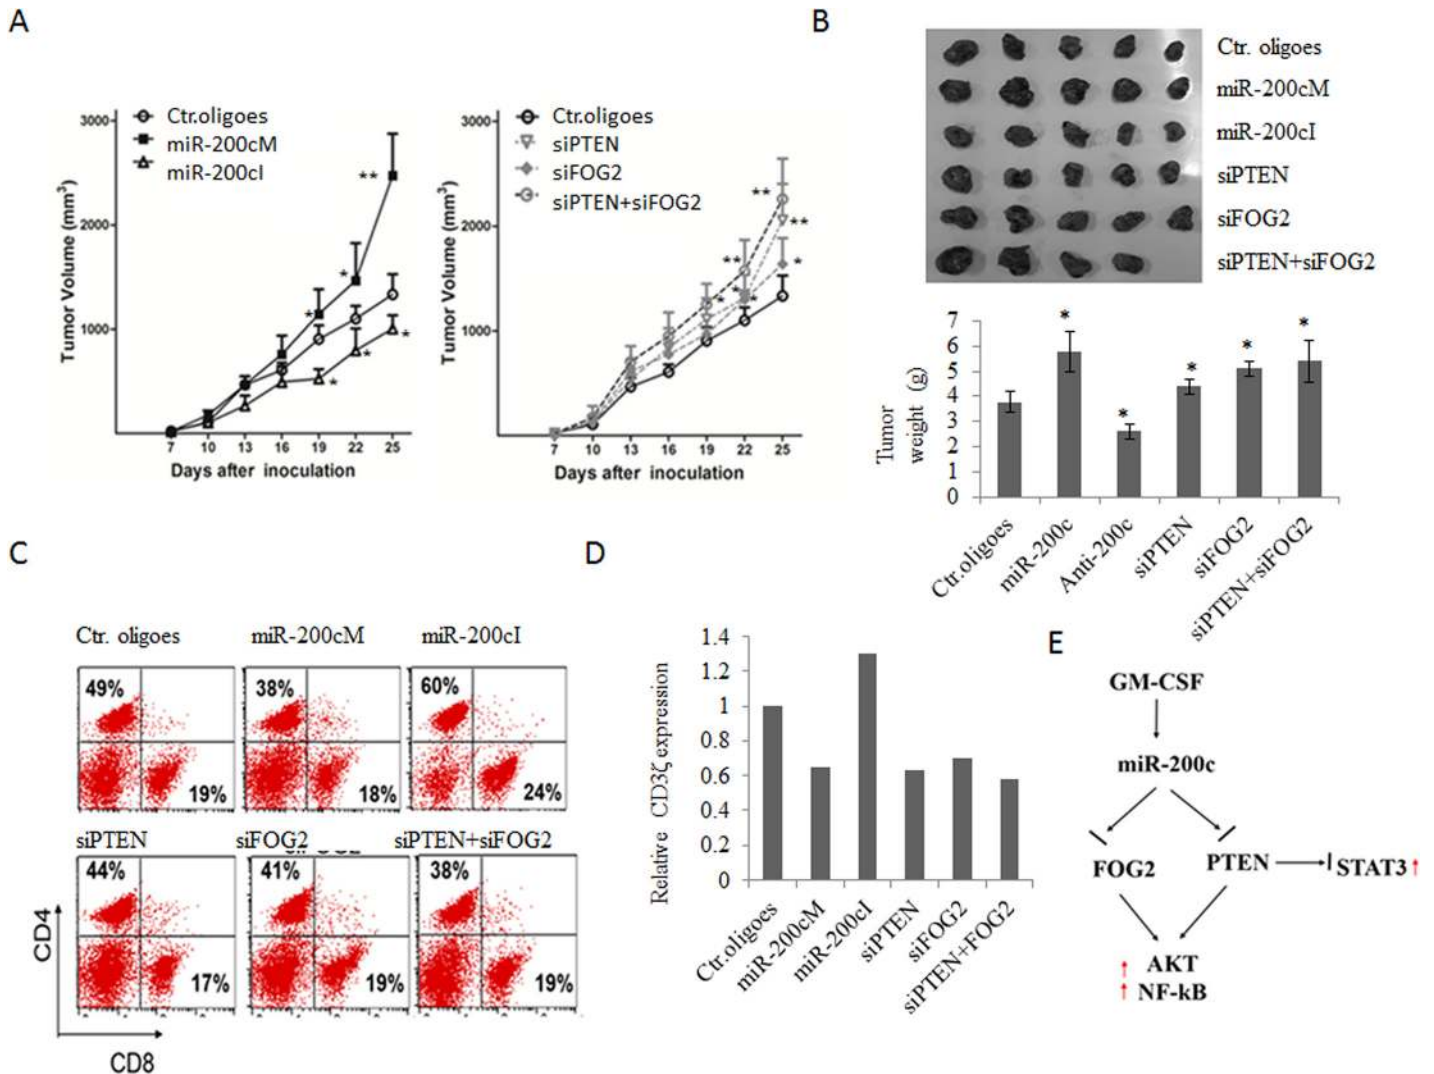 A
3000
2000
1000
Tumor Volume (mm³)
Ctr.oligoes
miR-200cM
miR-200cI
*
*
**
*
*
*
7 10 13 16 19 22 25
Days after inoculation
3000
2000
1000
Tumor Volume (mm³)
Ctr.oligoes
siPTEN
siFOG2
siPTEN+siFOG2
*
**
*
*
**
**
*
7 10 13 16 19 22 25
Days after inoculation
B
Ctr. oligoes
miR-200cM
miR-200cI
siPTEN
siFOG2
siPTEN+siFOG2
Tumor
weight (g)
7
6
5
4
3
2
1
0
*
*
*
*
*
Ctr.oligoes
miR-200c
Anti-200c
siPTEN
siFOG2
siPTEN+siFOG2
C
Ctr. oligoes miR-200cM miR-200cI
49% 38% 60%
19% 18% 24%
siPTEN siFOG2 siPTEN+siFOG2
44% 41% 38%
17% 19% 19%
CD4
CD8
D
Relative CD3ζ expression
1.4
1.2
1
0.8
0.6
0.4
0.2
0
Ctr.oligoes
miR-200cM
miR-200cI
siPTEN
siFOG2
siPTEN+FOG2
E
GM-CSF
miR-200c
FOG2 PTEN STAT3↑
↑ AKT
↑ NF-kB